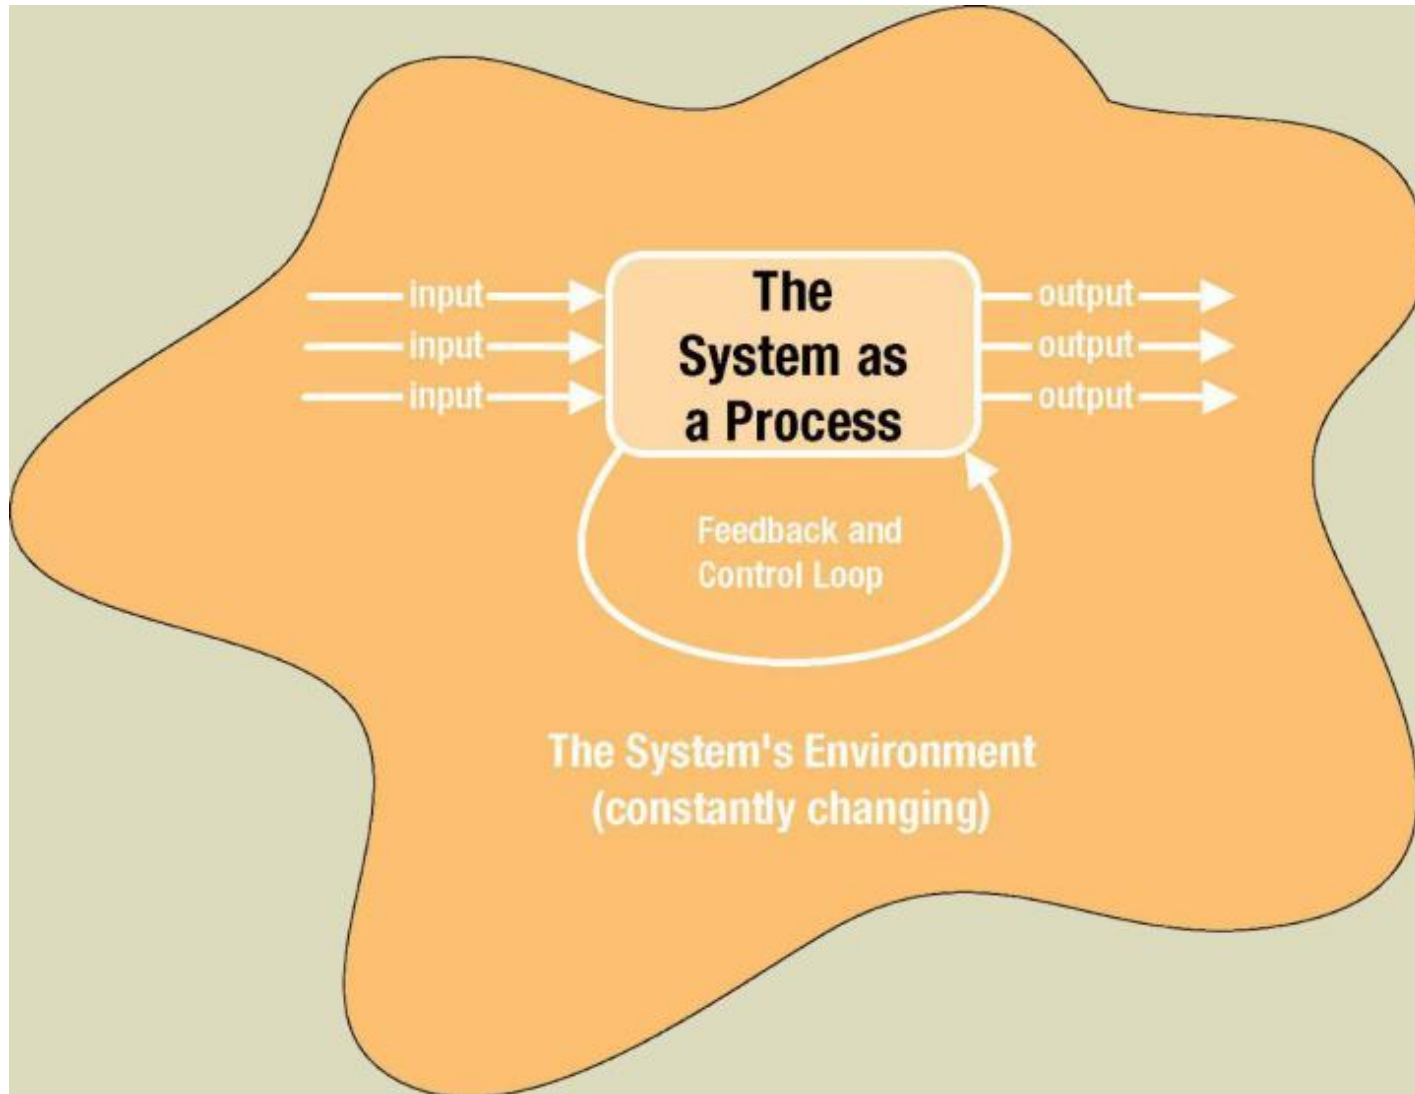 The
System as
a Process
input
input
input
output
output
output
Feedback and
Control Loop
The System's Environment
(constantly changing)